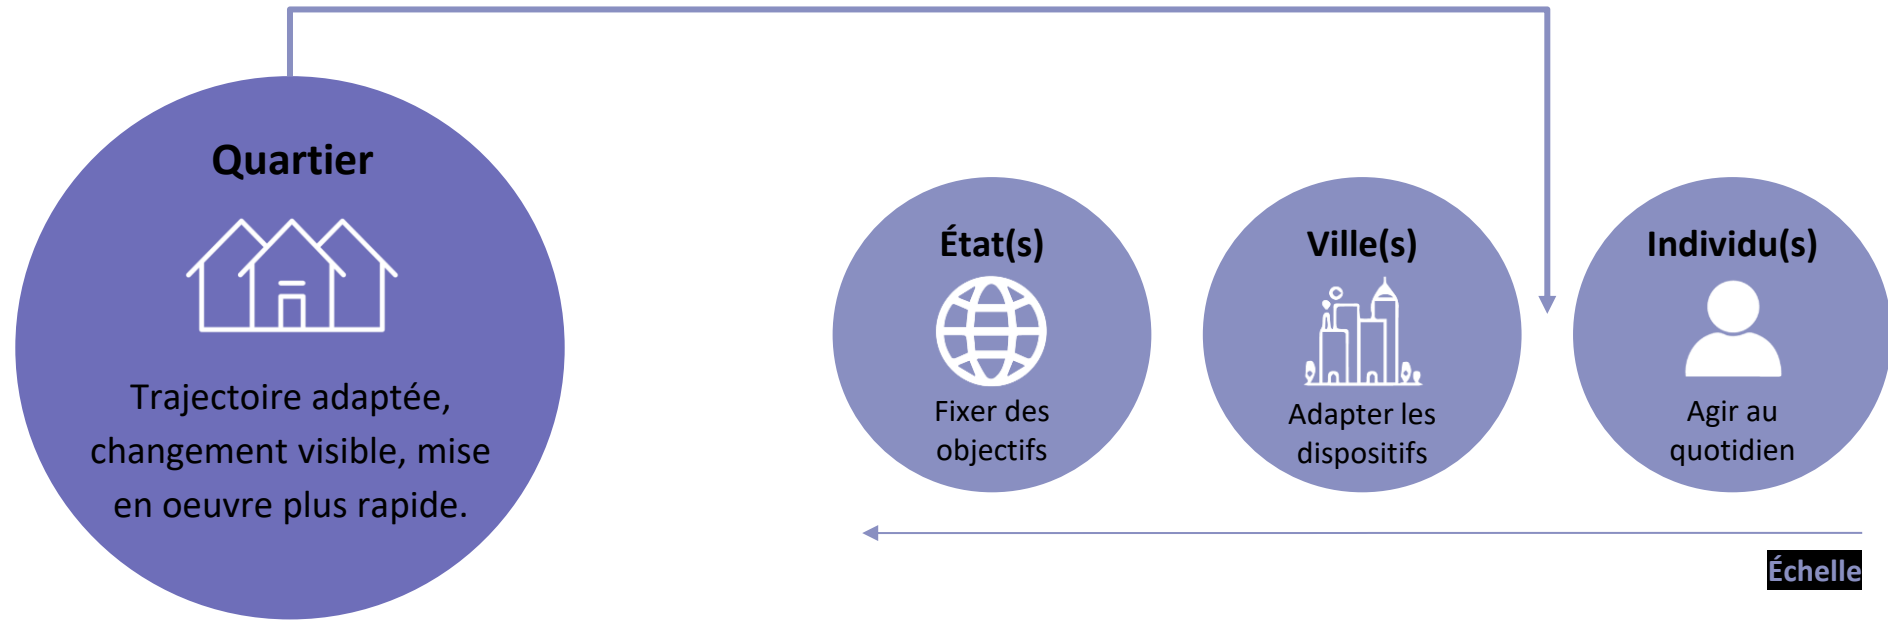 Quartier
Trajectoire adaptée,
changement visible, mise
en oeuvre plus rapide.
État(s)
Fixer des
objectifs
Ville(s)
Adapter les
dispositifs
Individu(s)
Agir au
quotidien
Échelle